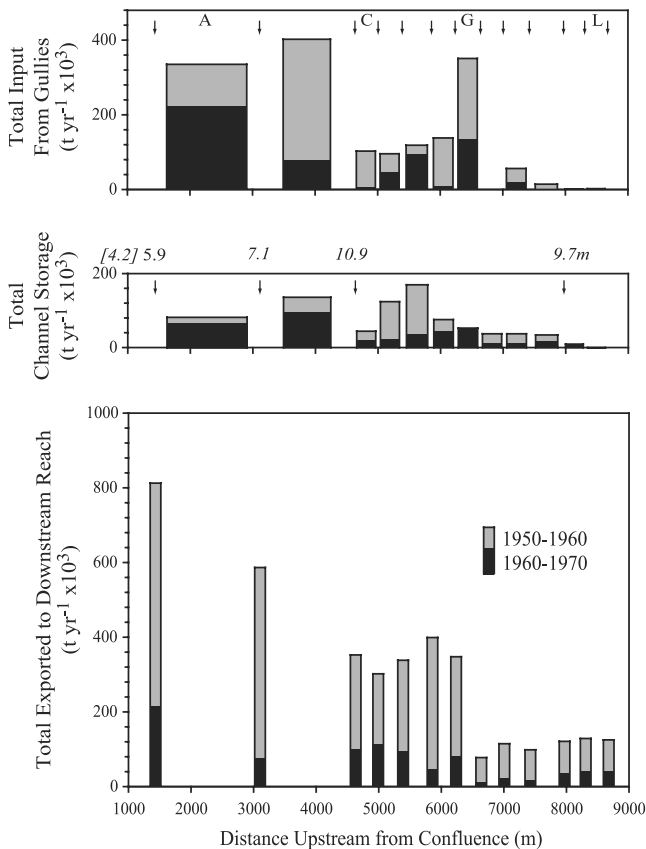 A C G L
Total Input
From Gullies
(t yr-1 x10³)
400
200
0
[4.2] 5.9 7.1 10.9 9.7m
Total
Channel Storage
(t yr-1 x10³)
200
0
Total Exported to Downstream Reach
(t yr-1 x10³)
1000
800
600
400
200
0
1950-1960
1960-1970
1000 2000 3000 4000 5000 6000 7000 8000 9000
Distance Upstream from Confluence (m)